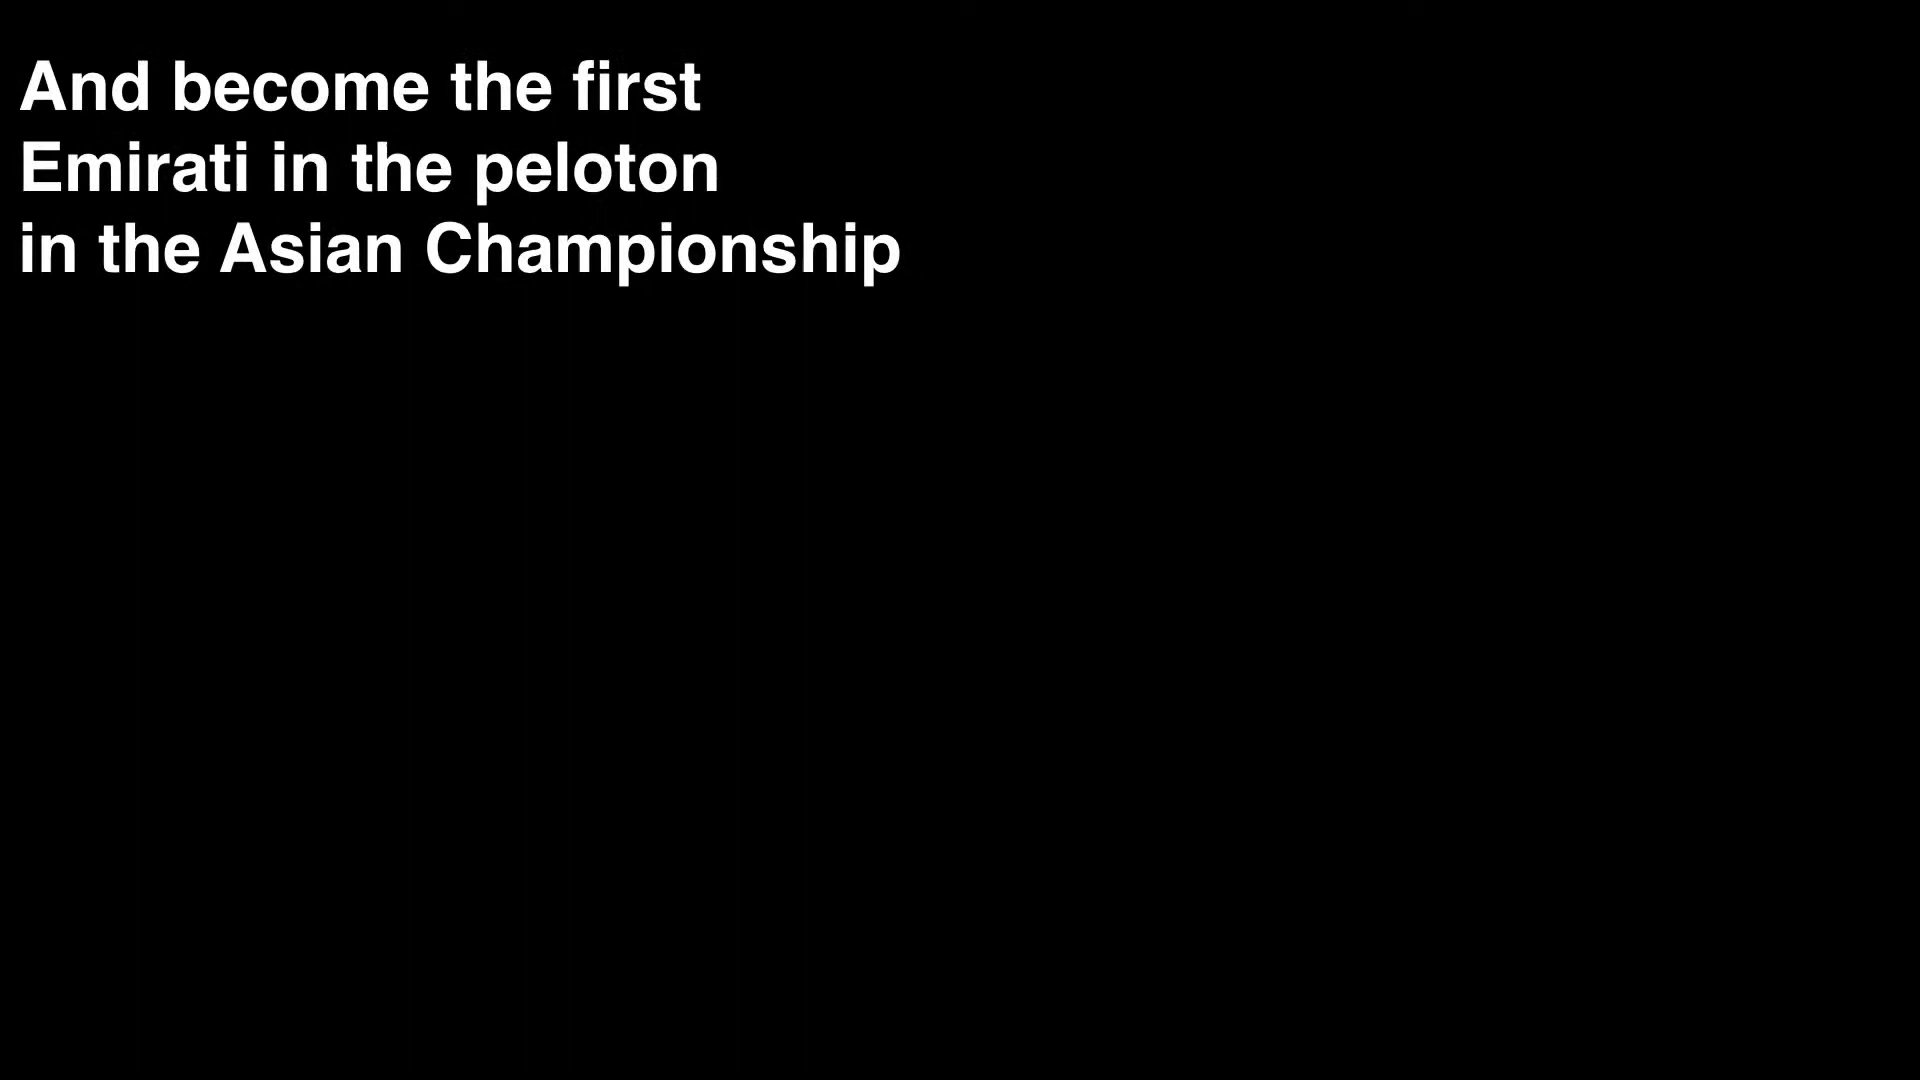 And become the first
Emirati in the peloton
in the Asian Championship